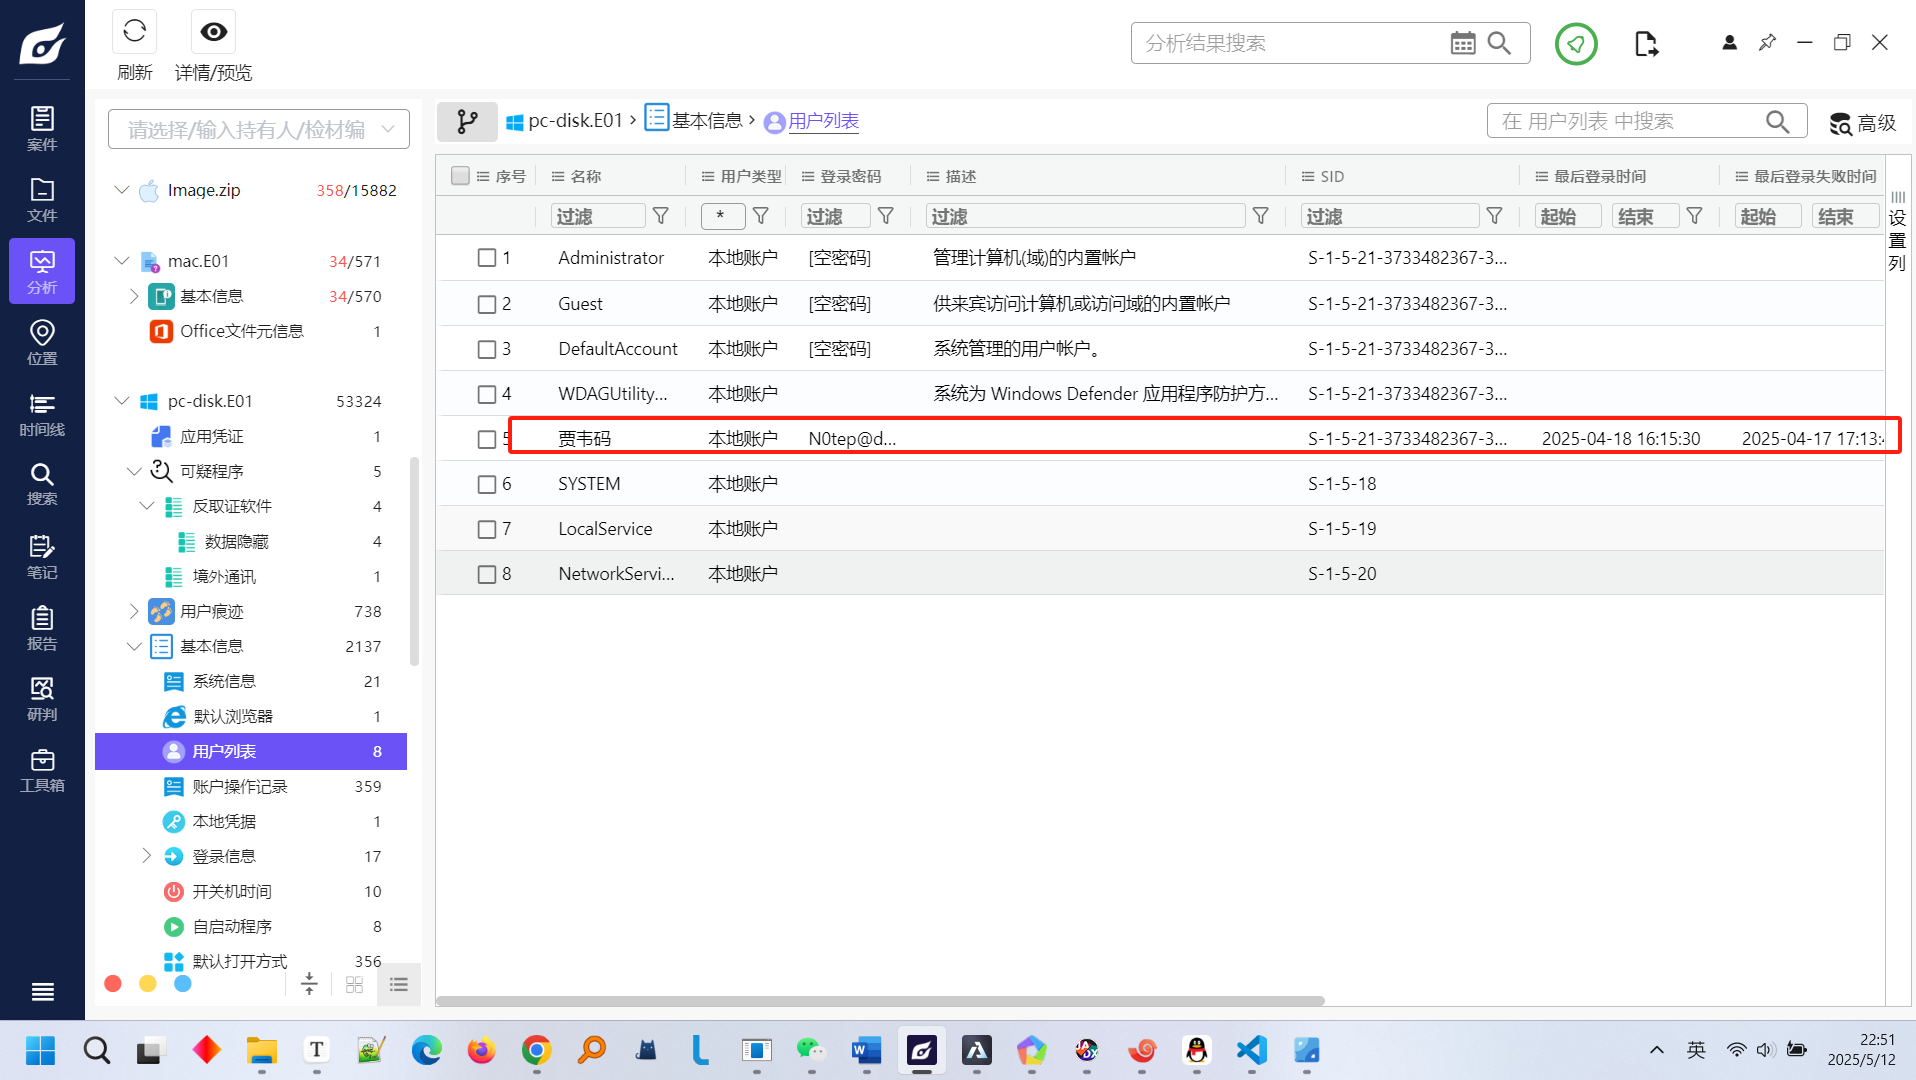 刷新
详情/预览
分析结果搜索
案件
文件
分析
位置
时间线
搜索
笔记
报告
研判
工具箱
请选择/输入持有人/检材编
Image.zip 358/15882
mac.E01 34/571
基本信息 34/570
Office文件元信息 1
pc-disk.E01 53324
应用凭证 1
可疑程序 5
反取证软件 4
数据隐藏 4
境外通讯 1
用户痕迹 738
基本信息 2137
系统信息 21
默认浏览器 1
用户列表 8
账户操作记录 359
本地凭据 1
登录信息 17
开关机时间 10
自启动程序 8
默认打开方式 356
pc-disk.E01 › 基本信息 › 用户列表
在 用户列表 中搜索
高级
序号 名称 用户类型 登录密码 描述 SID 最后登录时间 最后登录失败时间
过滤 * 过滤 过滤 过滤 起始 结束 起始 结束
设置列
1 Administrator 本地账户 [空密码] 管理计算机(域)的内置帐户 S-1-5-21-3733482367-3...
2 Guest 本地账户 [空密码] 供来宾访问计算机或访问域的内置帐户 S-1-5-21-3733482367-3...
3 DefaultAccount 本地账户 [空密码] 系统管理的用户帐户。 S-1-5-21-3733482367-3...
4 WDAGUtility... 本地账户 系统为 Windows Defender 应用程序防护方... S-1-5-21-3733482367-3...
5 贾韦码 本地账户 N0tep@d... S-1-5-21-3733482367-3... 2025-04-18 16:15:30 2025-04-17 17:13:4
6 SYSTEM 本地账户 S-1-5-18
7 LocalService 本地账户 S-1-5-19
8 NetworkServi... 本地账户 S-1-5-20
英
22:51
2025/5/12